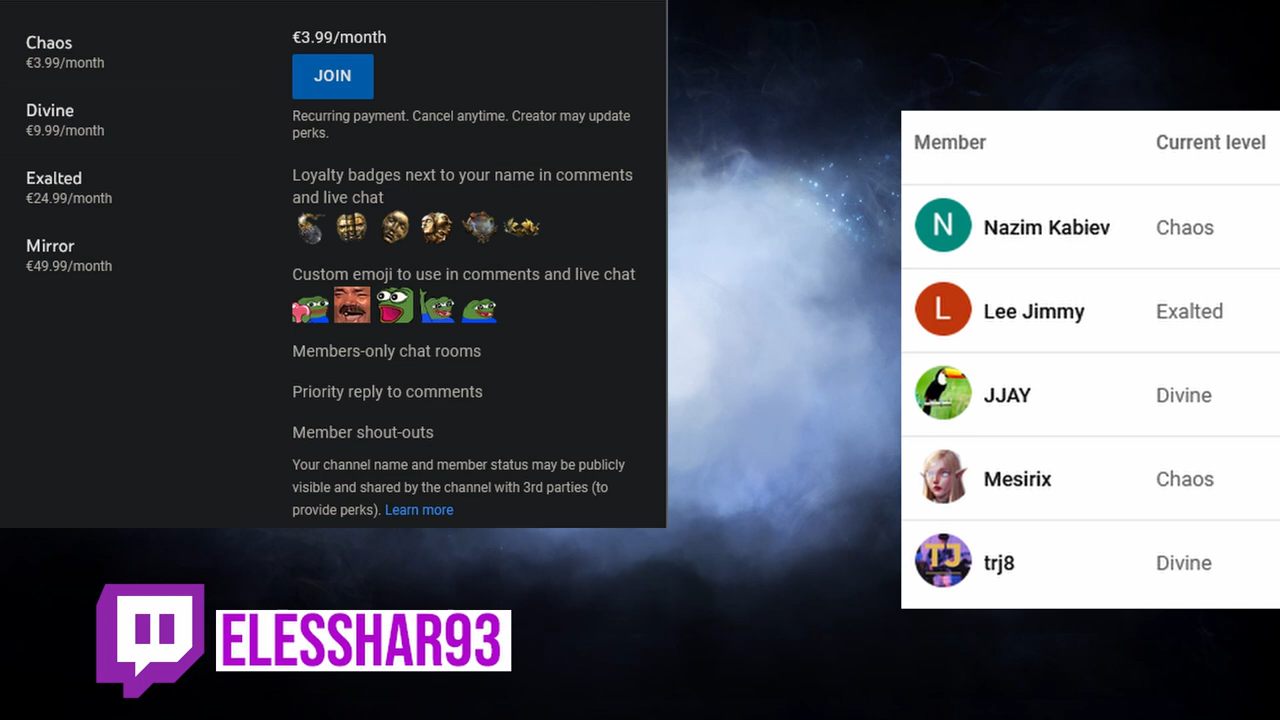 Chaos
€3.99/month
Divine
€9.99/month
Exalted
€24.99/month
Mirror
€49.99/month
€3.99/month
JOIN
Recurring payment. Cancel anytime. Creator may update
perks.
Loyalty badges next to your name in comments
and live chat
Custom emoji to use in comments and live chat
Members-only chat rooms
Priority reply to comments
Member shout-outs
Your channel name and member status may be publicly
visible and shared by the channel with 3rd parties (to
provide perks). Learn more
Member Current level
N Nazim Kabiev Chaos
L Lee Jimmy Exalted
JJAY Divine
Mesirix Chaos
TJ trj8 Divine
ELESSHAR93